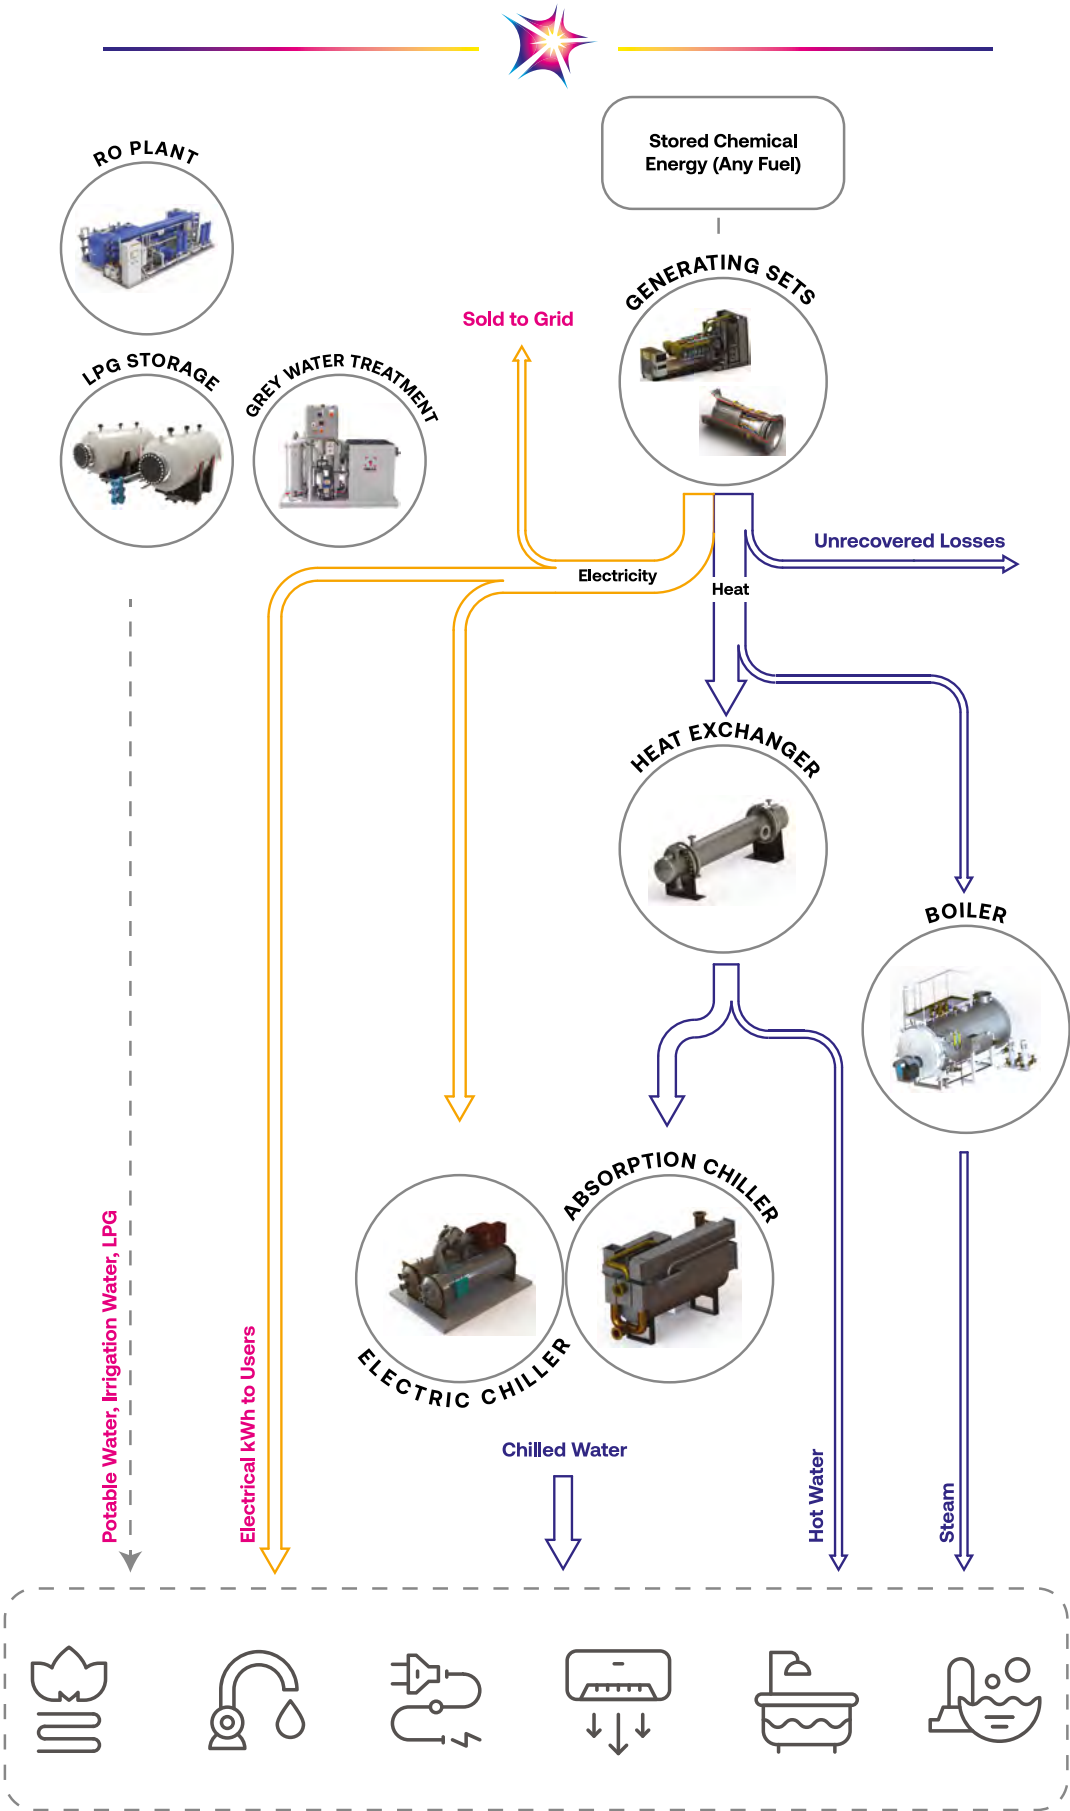 Stored Chemical
Energy (Any Fuel)
RO PLANT
GENERATING SETS
Sold to Grid
LPG STORAGE
GREY WATER TREATMENT
Unrecovered Losses
Electricity
Heat
HEAT EXCHANGER
BOILER
ABSORPTION CHILLER
ELECTRIC CHILLER
Potable Water, Irrigation Water, LPG
Electrical kWh to Users
Chilled Water
Hot Water
Steam